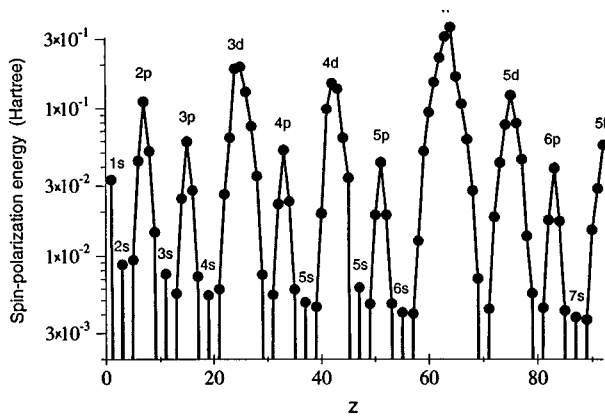 Spin-polarization energy (Hartree)
3×10⁻¹
1×10⁻¹
3×10⁻²
1×10⁻²
3×10⁻³
1s
2s
2p
3s
3p
4s
3d
4p
5s
4d
5s
5p
6s
5d
6p
7s
0
20
40
60
80
Z